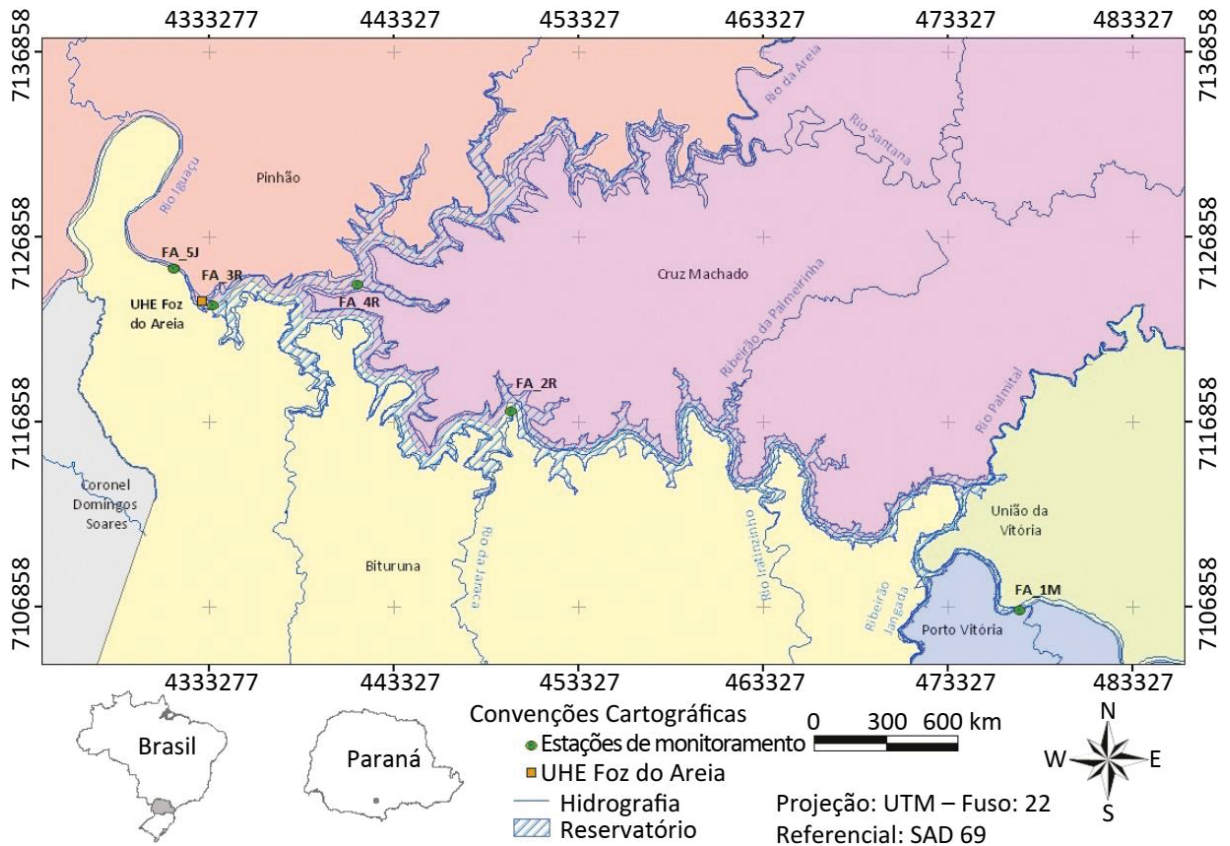 4333277 443327 453327 463327 473327 483327
7136858
7136858
Rio da Areia
Rio Santana
Rio Iguaçu
Pinhão
7126858
7126858
FA_5J
FA_3R
Cruz Machado
Ribeirão da Palmeirinha
UHE Foz
do Areia
FA_4R
Rio Palmital
FA_2R
7116858
7116858
Coronel
Domingos
Soares
União da
Vitória
Rio da Jaraca
Rio Iratinzinho
Bituruna
Ribeirão
Jangada
FA_1M
7106858
7106858
Porto Vitória
4333277 443327 453327 463327 473327 483327
Brasil
Paraná
Convenções Cartográficas
Estações de monitoramento
UHE Foz do Areia
Hidrografia
Reservatório
0 300 600 km
Projeção: UTM – Fuso: 22
Referencial: SAD 69
N
W E
S